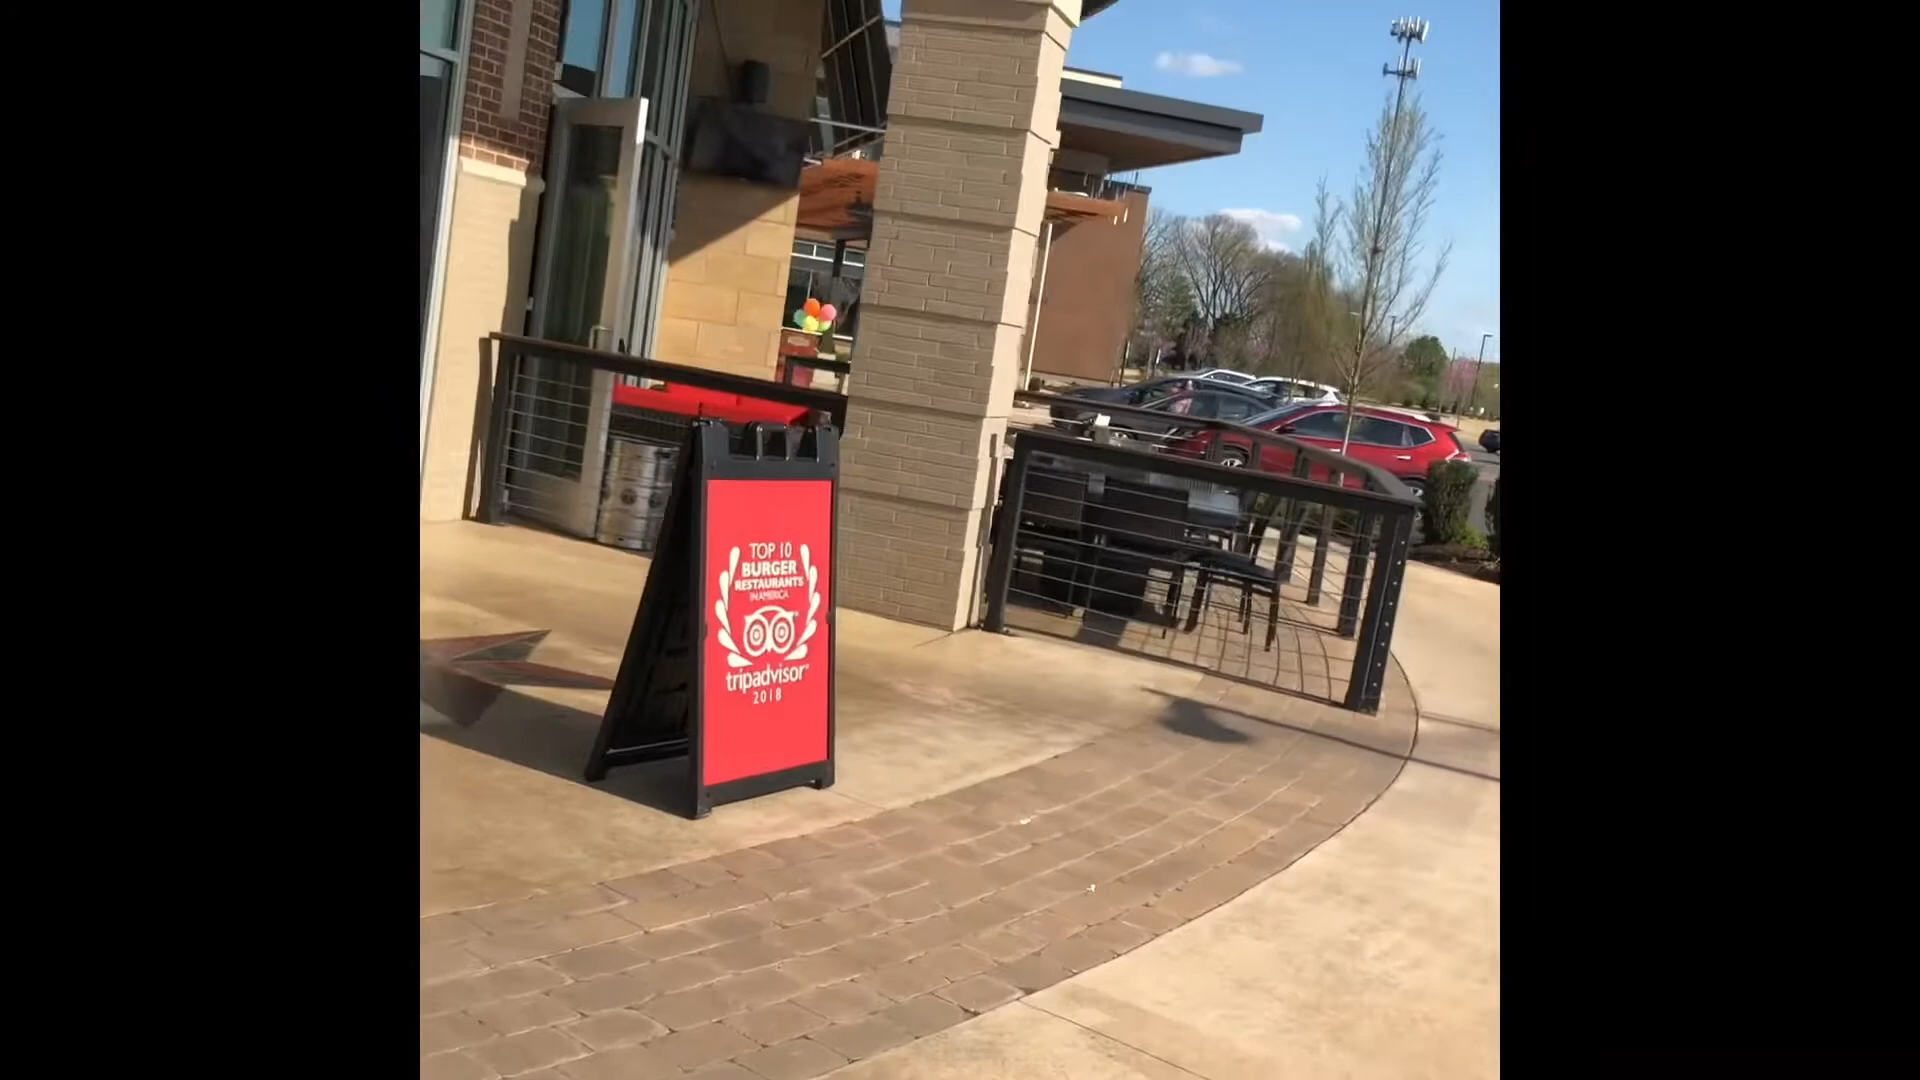 TOP 10
BURGER
RESTAURANTS
IN AMERICA
tripadvisor
2018